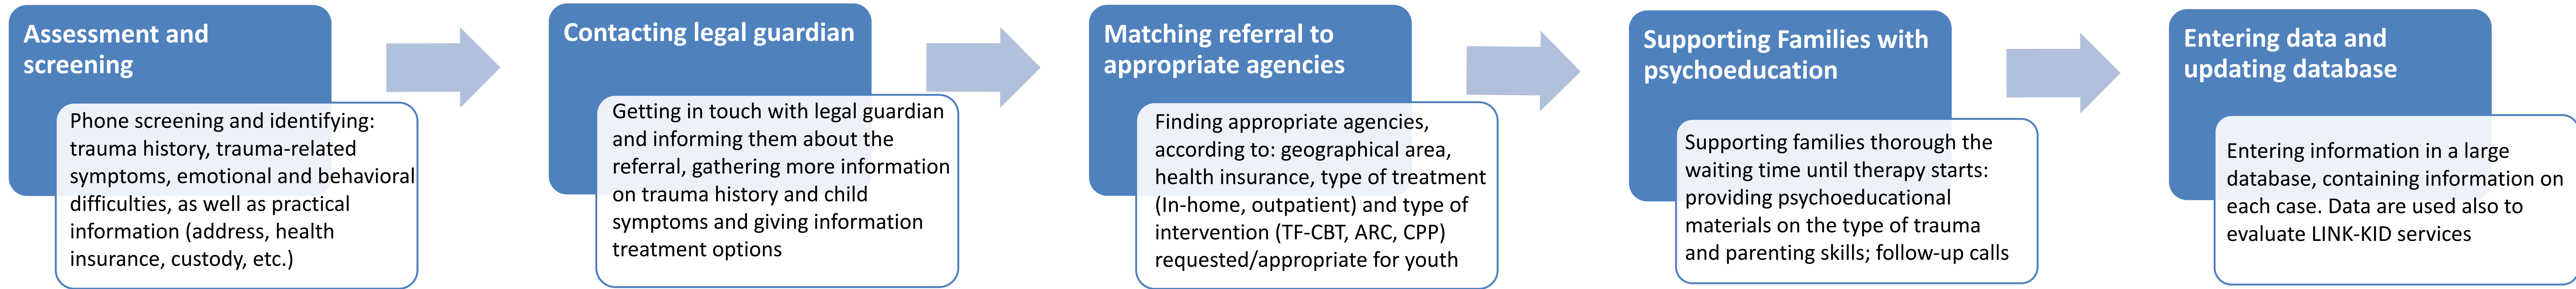 Assessment and
screening
Phone screening and identifying:
trauma history, trauma-related
symptoms, emotional and behavioral
difficulties, as well as practical
information (address, health
insurance, custody, etc.)
Contacting legal guardian
Getting in touch with legal guardian
and informing them about the
referral, gathering more information
on trauma history and child
symptoms and giving information
treatment options
Matching referral to
appropriate agencies
Finding appropriate agencies,
according to: geographical area,
health insurance, type of treatment
(In-home, outpatient) and type of
intervention (TF-CBT, ARC, CPP)
requested/appropriate for youth
Supporting Families with
psychoeducation
Supporting families thorough the
waiting time until therapy starts:
providing psychoeducational
materials on the type of trauma
and parenting skills; follow-up calls
Entering data and
updating database
Entering information in a large
database, containing information on
each case. Data are used also to
evaluate LINK-KID services